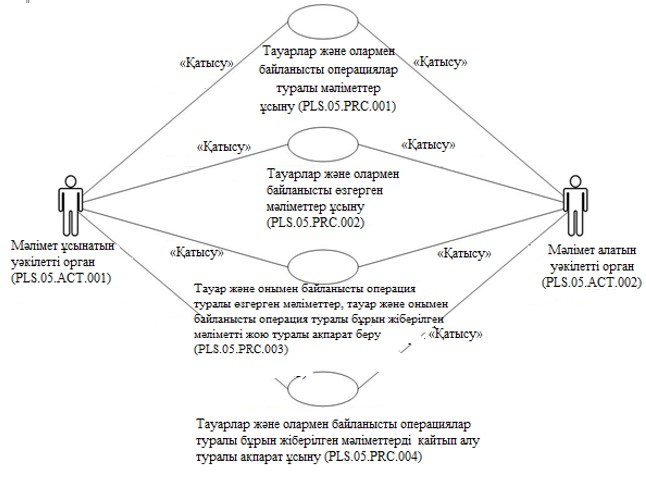 Тауарлар және олармен
байланысты операциялар
туралы мәліметтер
ұсыну (PLS.05.PRC.001)
«Қатысу»
«Қатысу»
«Қатысу»
«Қатысу»
Тауарлар және олармен
байланысты өзгерген
мәліметтер ұсыну
(PLS.05.PRC.002)
Мәлімет ұсынатын
уәкілетті орган
(PLS.05.ACT.001)
Мәлімет алатын
уәкілетті орган
(PLS.05.ACT.002)
«Қатысу»
«Қатысу»
Тауар және онымен байланысты операция
туралы өзгерген мәліметтер, тауар және онымен
байланысты операция туралы бұрын жіберілген
мәліметті жою туралы ақпарат беру
(PLS.05.PRC.003)
«Қатысу»
Тауарлар және олармен байланысты операциялар
туралы бұрын жіберілген мәліметтерді кайтып алу
туралы акпарат ұсыну (PLS.05.PRC.004)